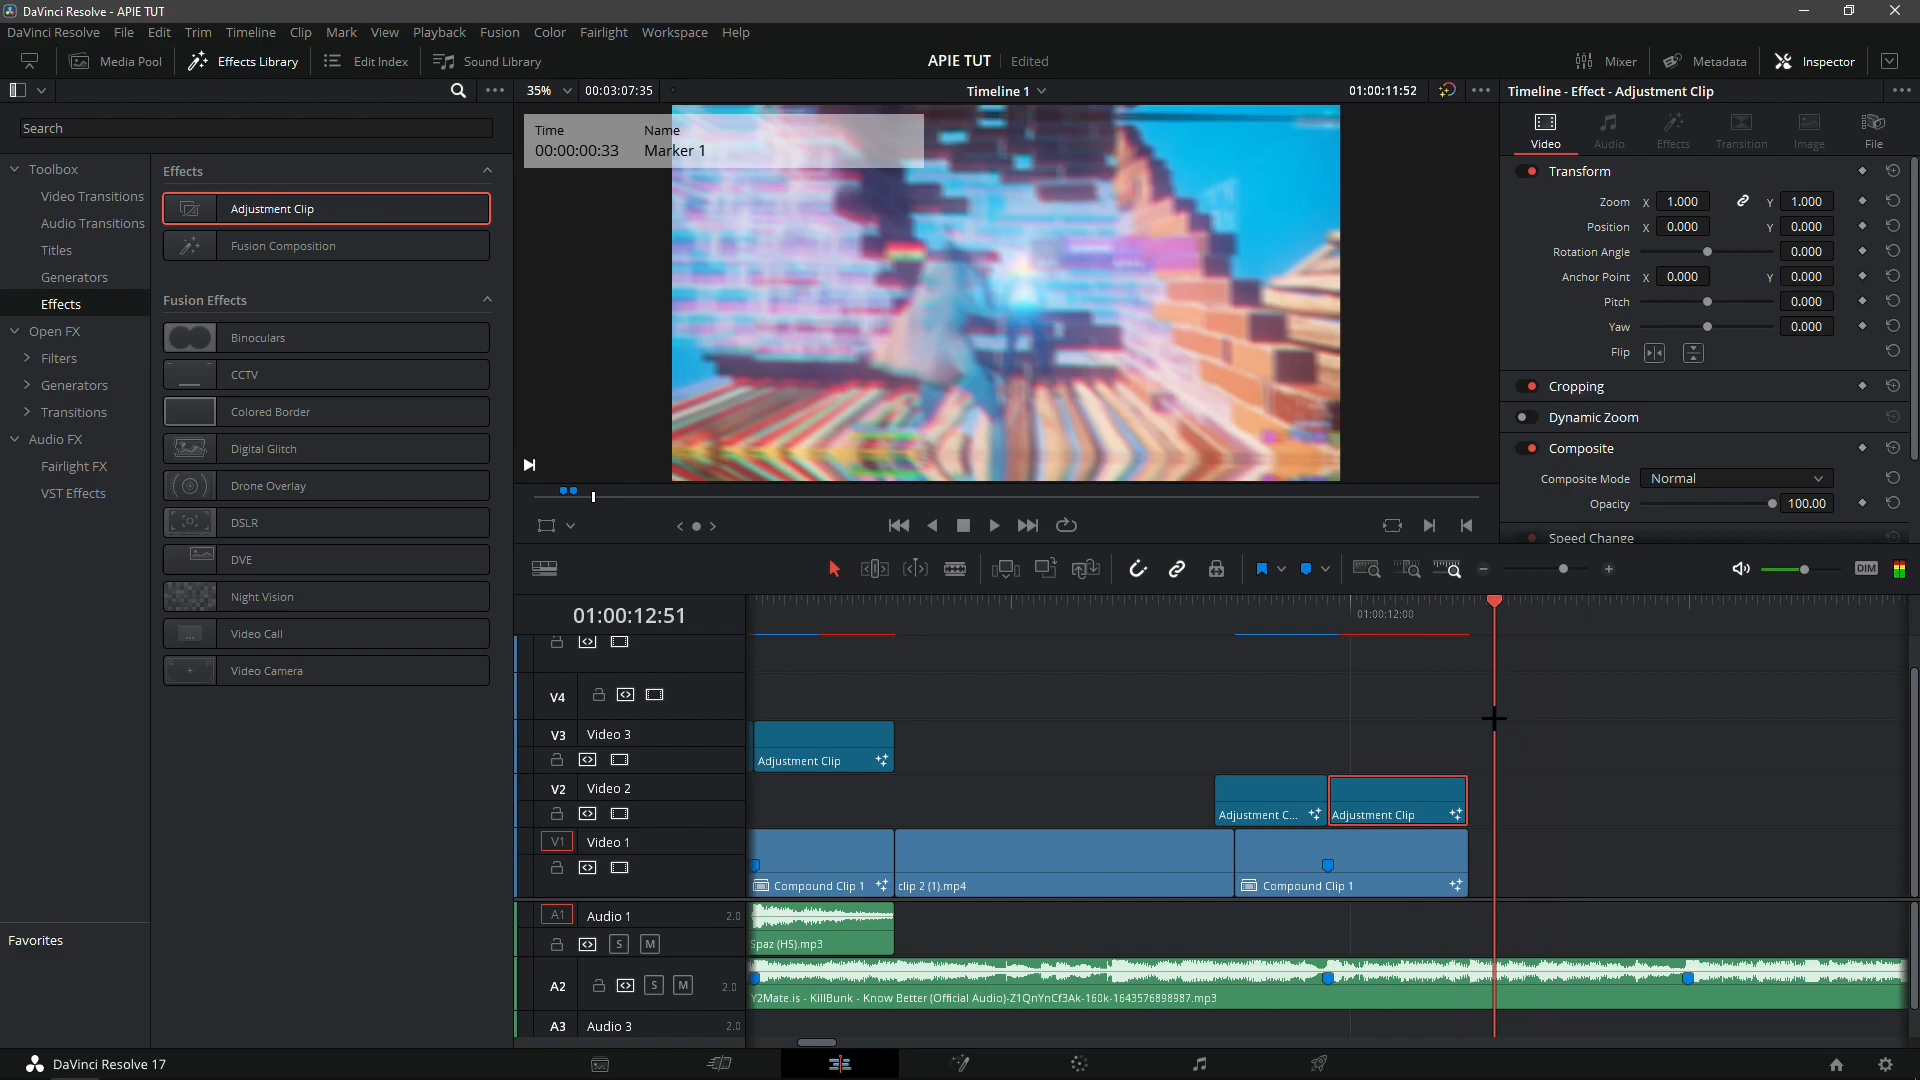 DaVinci Resolve - APIE TUT
DaVinci Resolve File Edit Trim Timeline Clip Mark View Playback Fusion Color Fairlight Workspace Help
Media Pool Effects Library Edit Index Sound Library APIE TUT Edited Mixer Metadata Inspector
35% 00:03:07:35 Timeline 1 01:00:11:52 Timeline - Effect - Adjustment Clip
Search
Toolbox
Video Transitions
Audio Transitions
Titles
Generators
Effects
Open FX
Filters
Generators
Transitions
Audio FX
Fairlight FX
VST Effects
Favorites
Effects
Adjustment Clip
Fusion Composition
Fusion Effects
Binoculars
CCTV
Colored Border
Digital Glitch
Drone Overlay
DSLR
DVE
Night Vision
Video Call
Video Camera
Time Name
00:00:00:33 Marker 1
Video Audio Effects Transition Image File
Transform
Zoom X 1.000 Y 1.000
Position X 0.000 Y 0.000
Rotation Angle 0.000
Anchor Point X 0.000 Y 0.000
Pitch 0.000
Yaw 0.000
Flip
Cropping
Dynamic Zoom
Composite
Composite Mode Normal
Opacity 100.00
Speed Change
DIM
01:00:12:51
01:00:12:00
V4
V3 Video 3
Adjustment Clip
V2 Video 2
Adjustment C... Adjustment Clip
V1 Video 1
Compound Clip 1 clip 2 (1).mp4 Compound Clip 1
A1 Audio 1 2.0
S M
Spaz (HS).mp3
A2 S M 2.0
Y2Mate.is - KillBunk - Know Better (Official Audio)-Z1QnYnCf3Ak-160k-1643576898987.mp3
A3 Audio 3 2.0
DaVinci Resolve 17